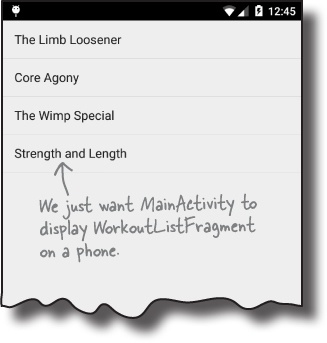 12:45
The Limb Loosener
Core Agony
The Wimp Special
Strength and Length
We just want MainActivity to
display WorkoutListFragment
on a phone.